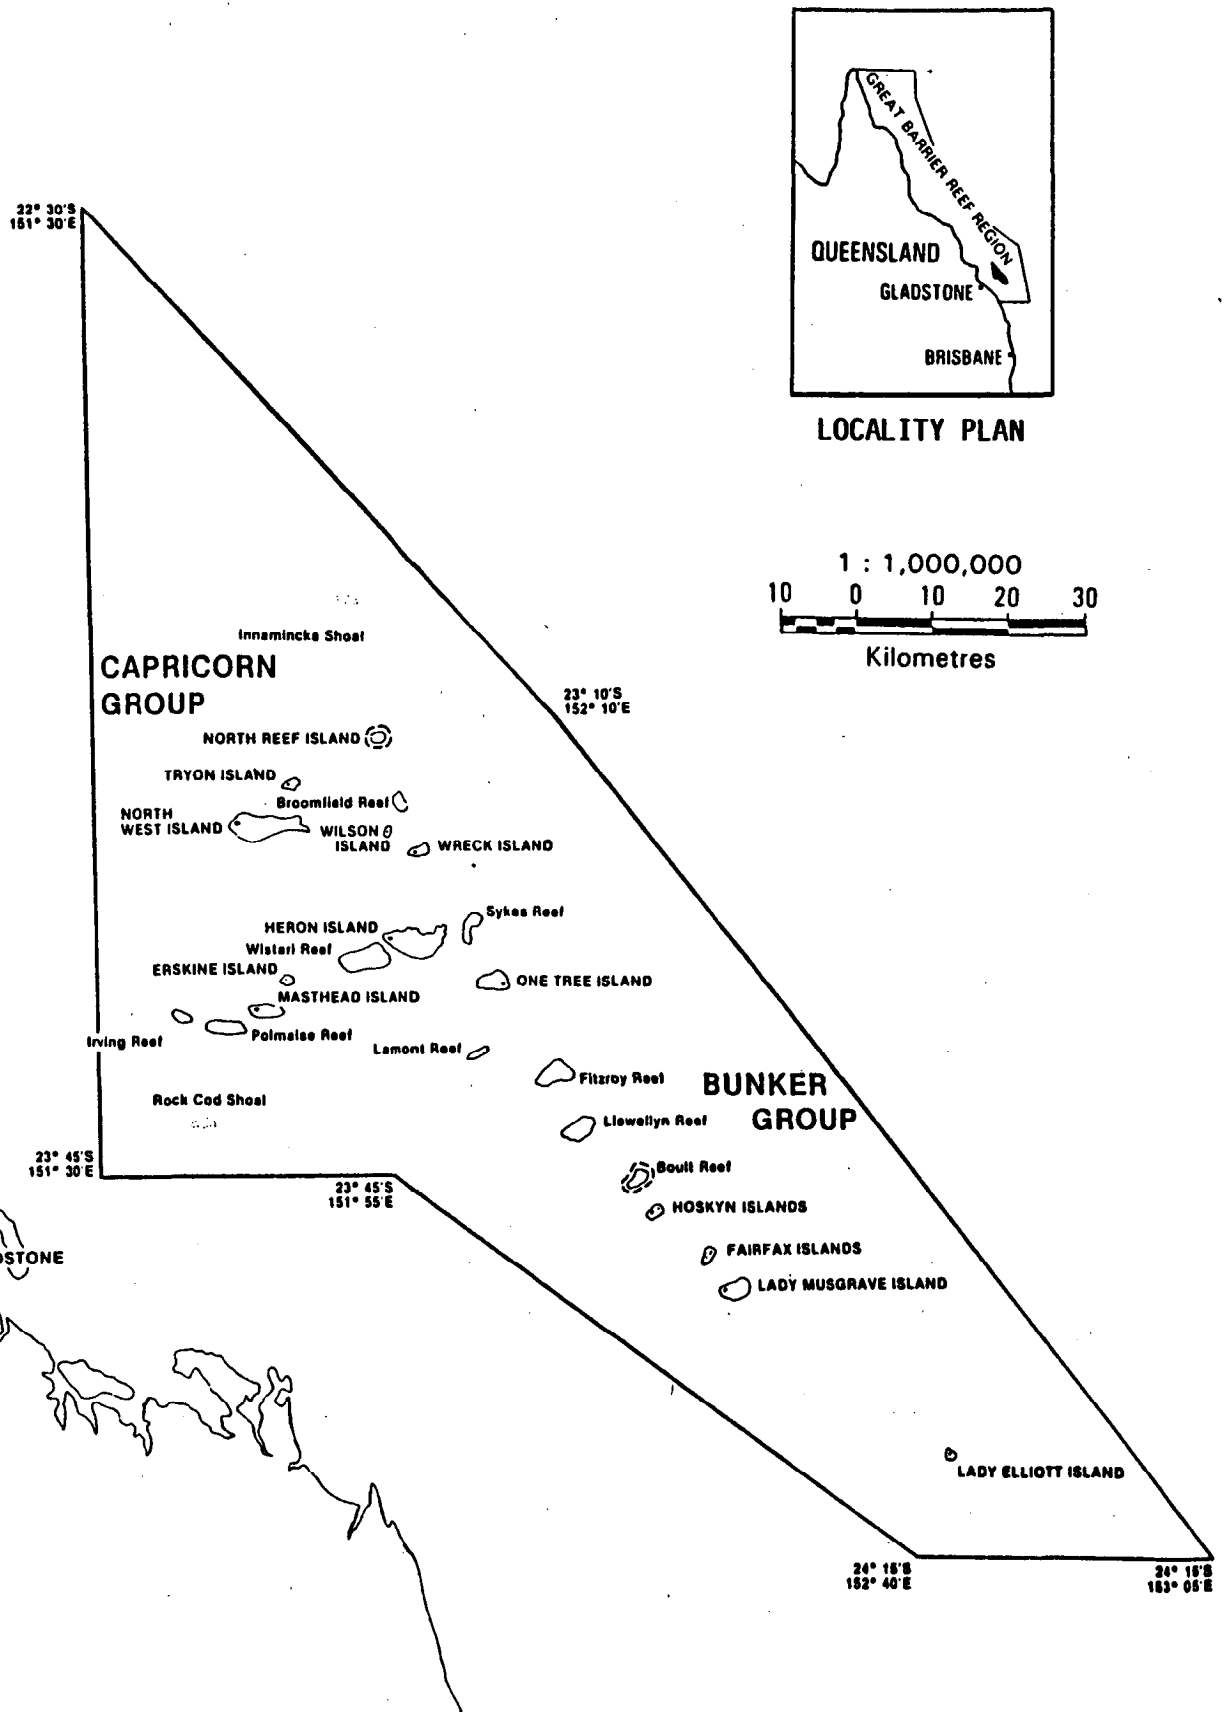 GREAT BARRIER REEF REGION
QUEENSLAND
GLADSTONE
BRISBANE
LOCALITY PLAN
22° 30'S
151° 30'E
1 : 1,000,000
10 0 10 20 30
Kilometres
Innamincka Shoal
CAPRICORN
GROUP
23° 10'S
152° 10'E
NORTH REEF ISLAND
TRYON ISLAND
Broomfield Reef
NORTH
WEST ISLAND
WILSON
ISLAND
WRECK ISLAND
Sykes Reef
HERON ISLAND
Wistari Reef
ERSKINE ISLAND
ONE TREE ISLAND
MASTHEAD ISLAND
Irving Reef
Polmaise Reef
Lamont Reef
Fitzroy Reef
BUNKER
GROUP
Rock Cod Shoal
Llewellyn Reef
23° 45'S
151° 30'E
Boult Reef
23° 45'S
151° 55'E
HOSKYN ISLANDS
DSTONE
FAIRFAX ISLANDS
LADY MUSGRAVE ISLAND
LADY ELLIOTT ISLAND
24° 15'S
152° 40'E
24° 15'S
153° 05'E